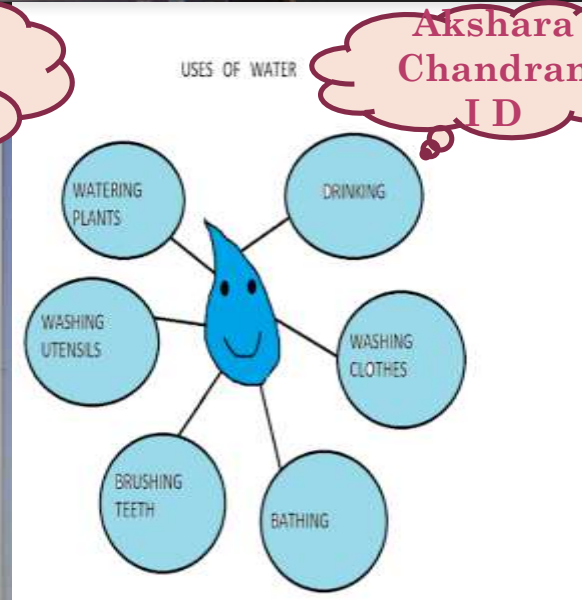 Akshara
Chandran
I D
USES OF WATER
WATERING
PLANTS
DRINKING
WASHING
UTENSILS
WASHING
CLOTHES
BRUSHING
TEETH
BATHING